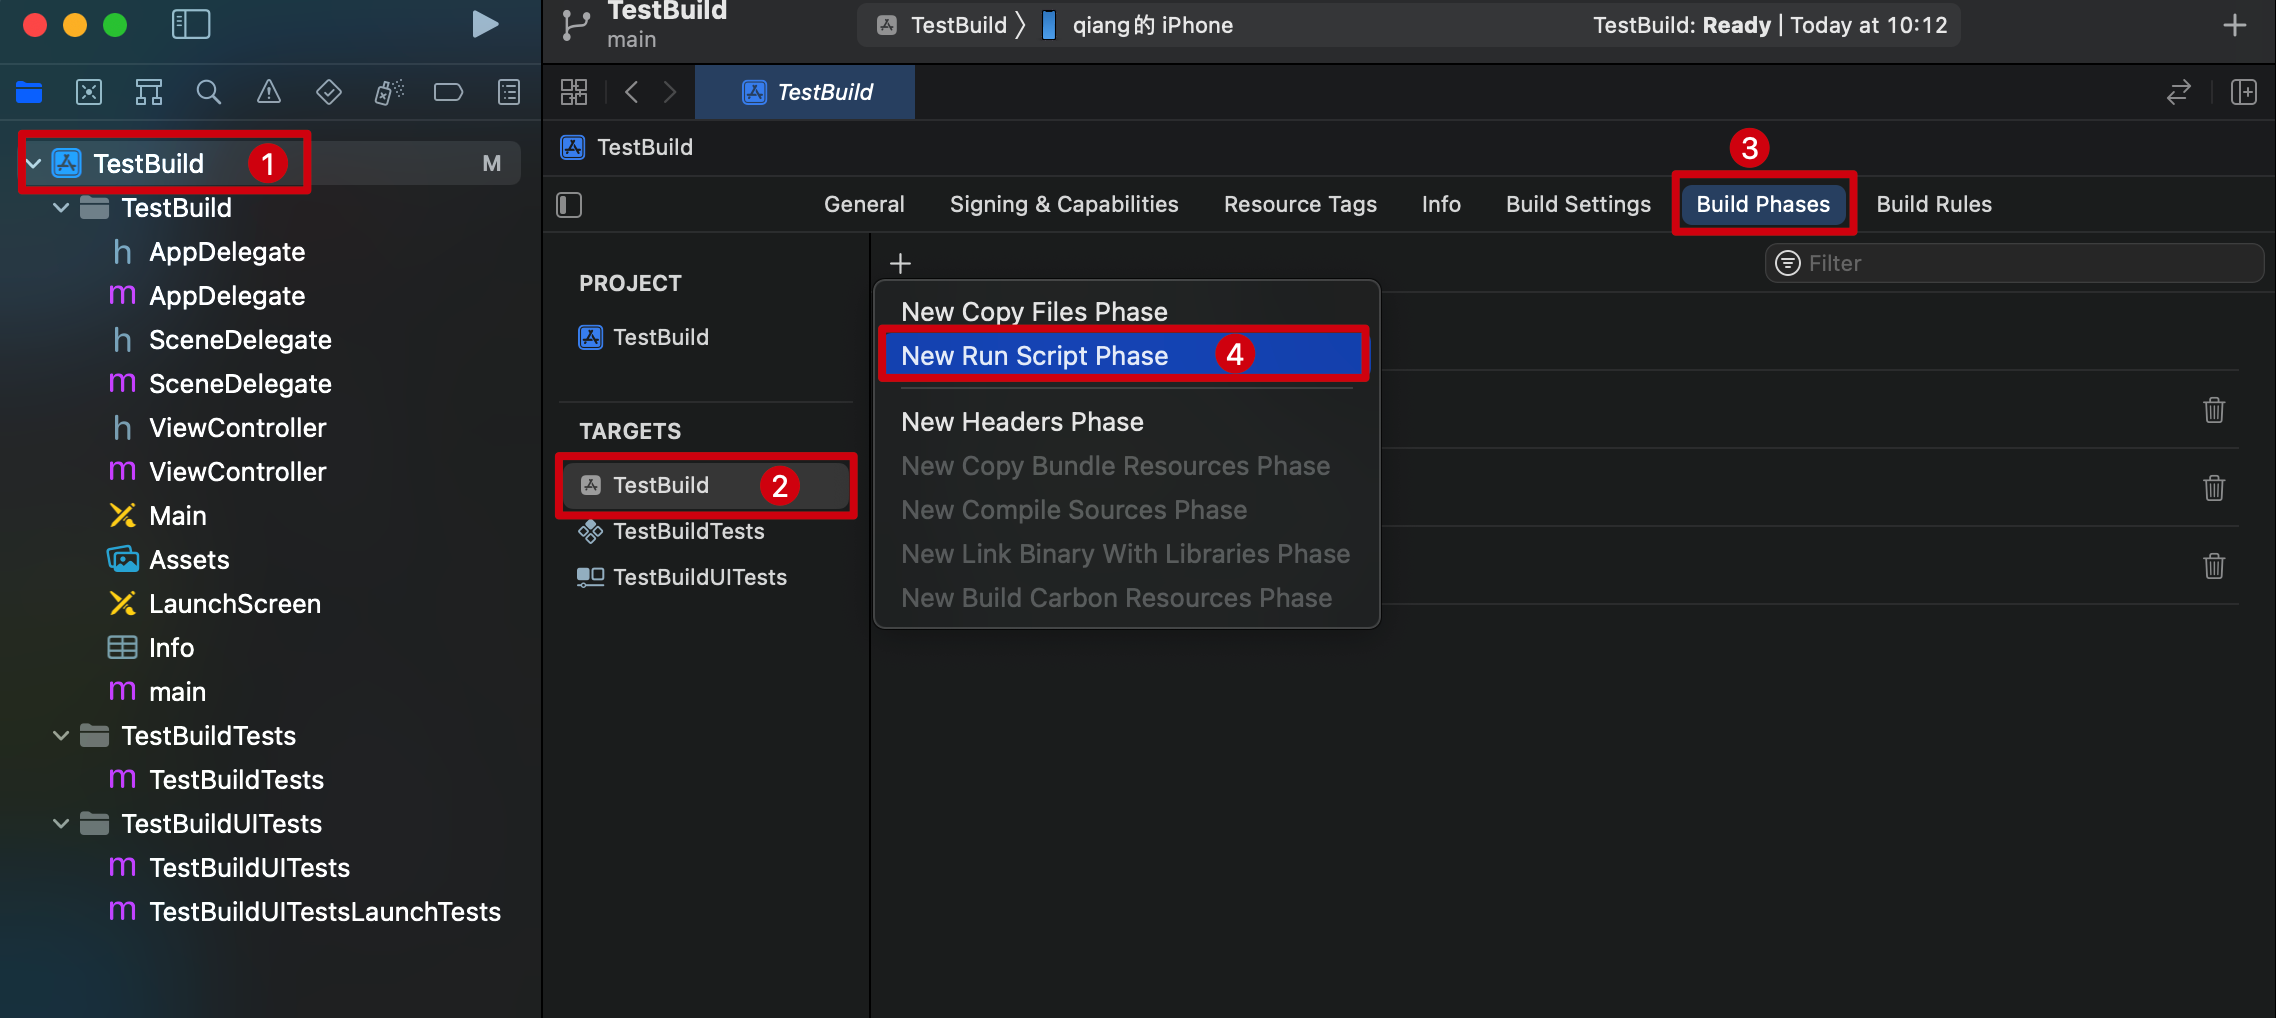 TestBuild
main
TestBuild 〉 qiang的 iPhone
TestBuild: Ready | Today at 10:12
TestBuild
TestBuild 1 M
TestBuild
AppDelegate
AppDelegate
SceneDelegate
SceneDelegate
ViewController
ViewController
Main
Assets
LaunchScreen
Info
main
TestBuildTests
TestBuildTests
TestBuildUITests
TestBuildUITests
TestBuildUITestsLaunchTests
TestBuild
3
General Signing & Capabilities Resource Tags Info Build Settings Build Phases Build Rules
PROJECT
TestBuild
TARGETS
TestBuild 2
TestBuildTests
TestBuildUITests
Filter
New Copy Files Phase
New Run Script Phase 4
New Headers Phase
New Copy Bundle Resources Phase
New Compile Sources Phase
New Link Binary With Libraries Phase
New Build Carbon Resources Phase